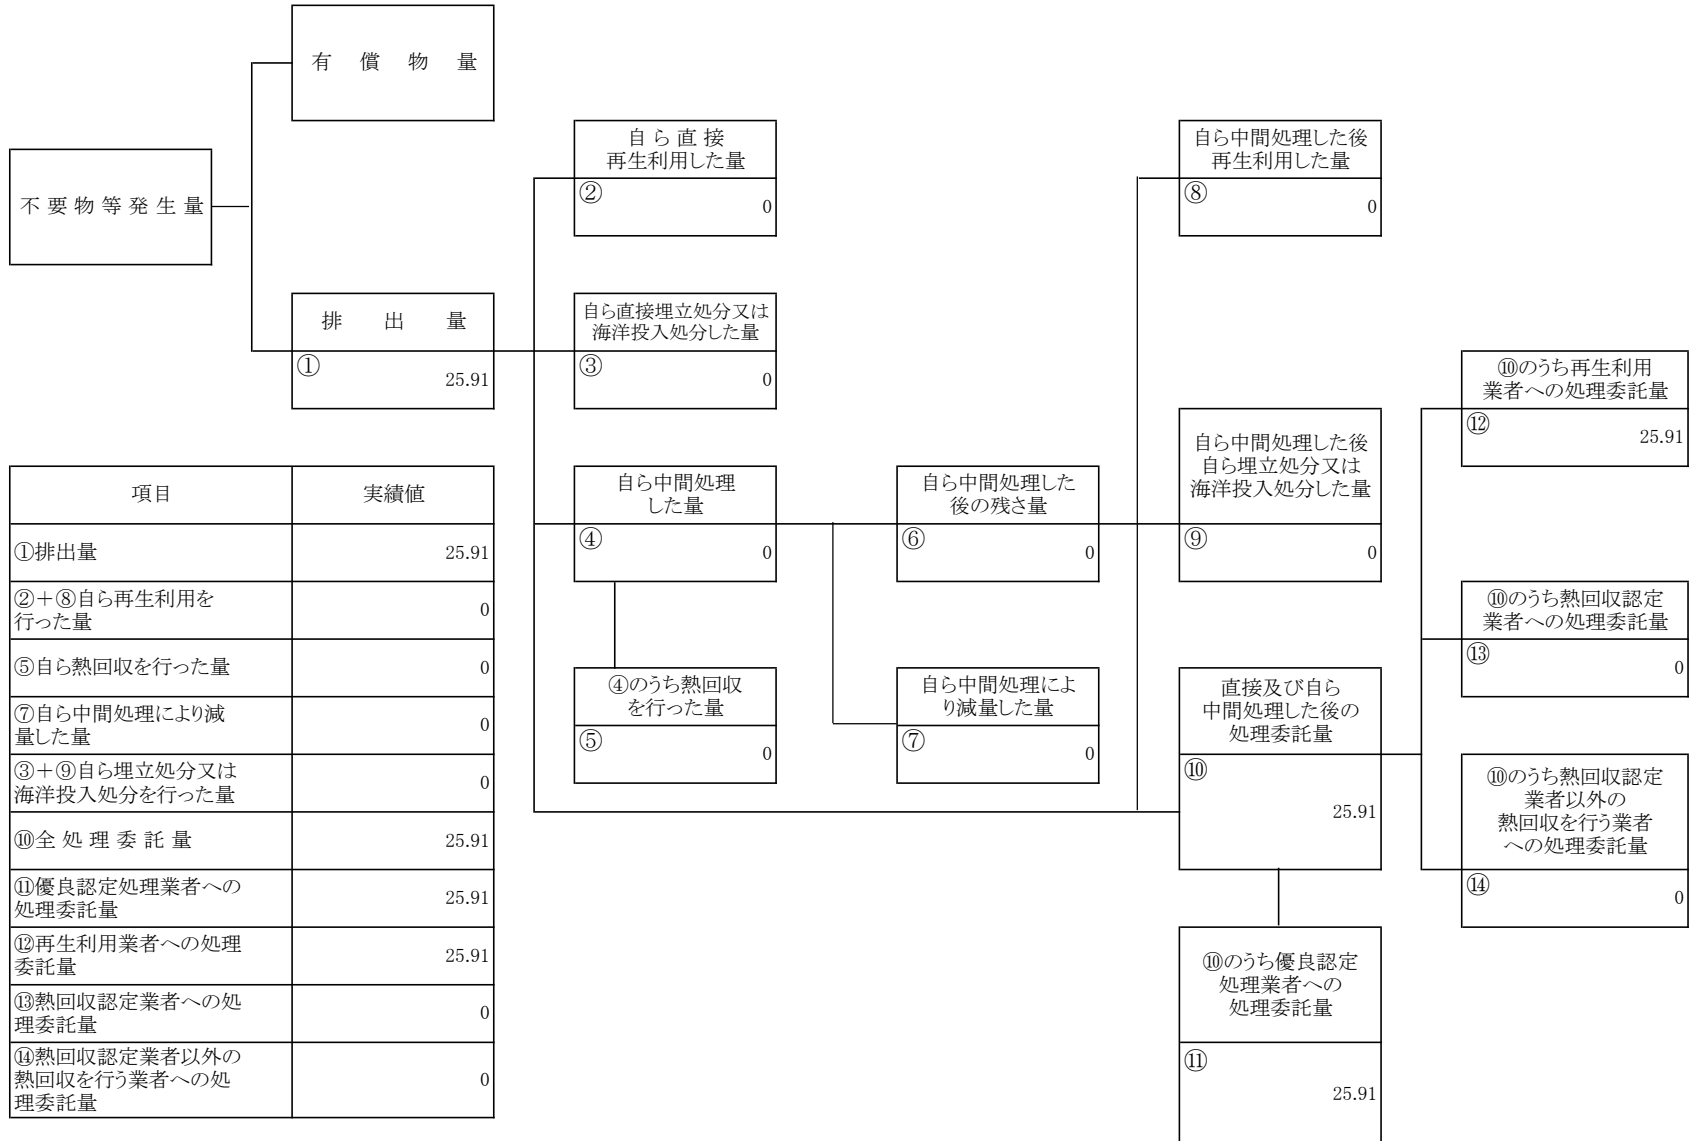 有 償 物 量
不 要 物 等 発 生 量
自 ら 直 接
再生利用した量
②
0
自ら中間処理した後
再生利用した量
⑧
0
排 出 量
①
25.91
自ら直接埋立処分又は
海洋投入処分した量
③
0
⑩のうち再生利用
業者への処理委託量
⑫
25.91
自ら中間処理
した量
④
0
自ら中間処理した
後の残さ量
⑥
0
自ら中間処理した後
自ら埋立処分又は
海洋投入処分した量
⑨
0
⑩のうち熱回収認定
業者への処理委託量
⑬
0
④のうち熱回収
を行った量
⑤
0
自ら中間処理によ
り減量した量
⑦
0
直接及び自ら
中間処理した後の
処理委託量
⑩
25.91
⑩のうち熱回収認定
業者以外の
熱回収を行う業者
への処理委託量
⑭
0
⑩のうち優良認定
処理業者への
処理委託量
⑪
25.91
項目 実績値
①排出量 25.91
②＋⑧自ら再生利用を
行った量 0
⑤自ら熱回収を行った量 0
⑦自ら中間処理により減
量した量 0
③＋⑨自ら埋立処分又は
海洋投入処分を行った量 0
⑩全 処 理 委 託 量 25.91
⑪優良認定処理業者への
処理委託量 25.91
⑫再生利用業者への処理
委託量 25.91
⑬熱回収認定業者への処
理委託量 0
⑭熱回収認定業者以外の
熱回収を行う業者への処
理委託量 0